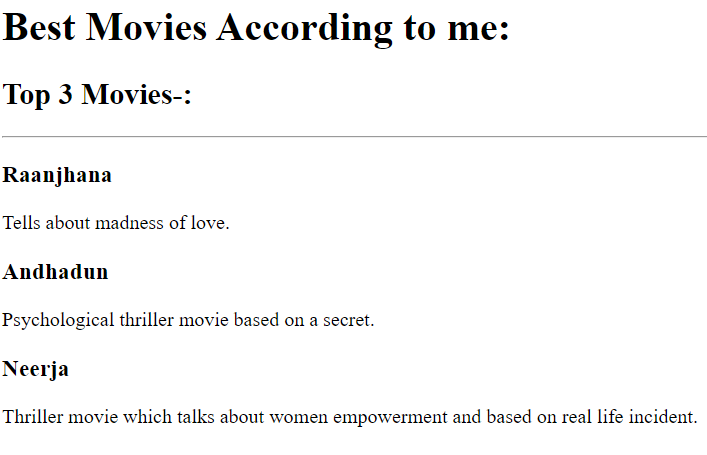 Best Movies According to me:
Top 3 Movies-:
Raanjhana
Tells about madness of love.
Andhadun
Psychological thriller movie based on a secret.
Neerja
Thriller movie which talks about women empowerment and based on real life incident.